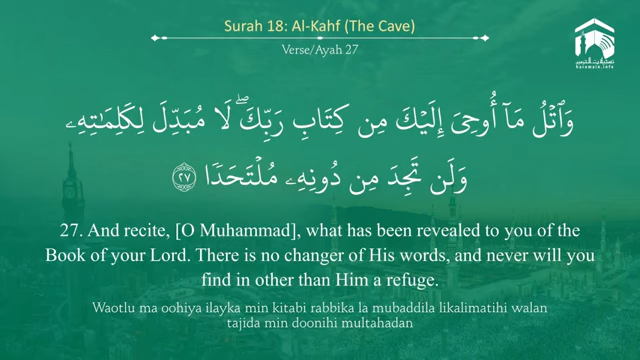 Surah 18: Al-Kahf (The Cave)
Verse/Ayah 27
haramain.info
وَٱتۡلُ مَآ أُوحِيَ إِلَيۡكَ مِن كِتَابِ رَبِّكَۖ لَا مُبَدِّلَ لِكَلِمَٰتِهِۦ
وَلَن تَجِدَ مِن دُونِهِۦ مُلۡتَحَدٗا ٢٧
27. And recite, [O Muhammad], what has been revealed to you of the
Book of your Lord. There is no changer of His words, and never will you
find in other than Him a refuge.
Waotlu ma oohiya ilayka min kitabi rabbika la mubaddila likalimatihi walan
tajida min doonihi multahadan